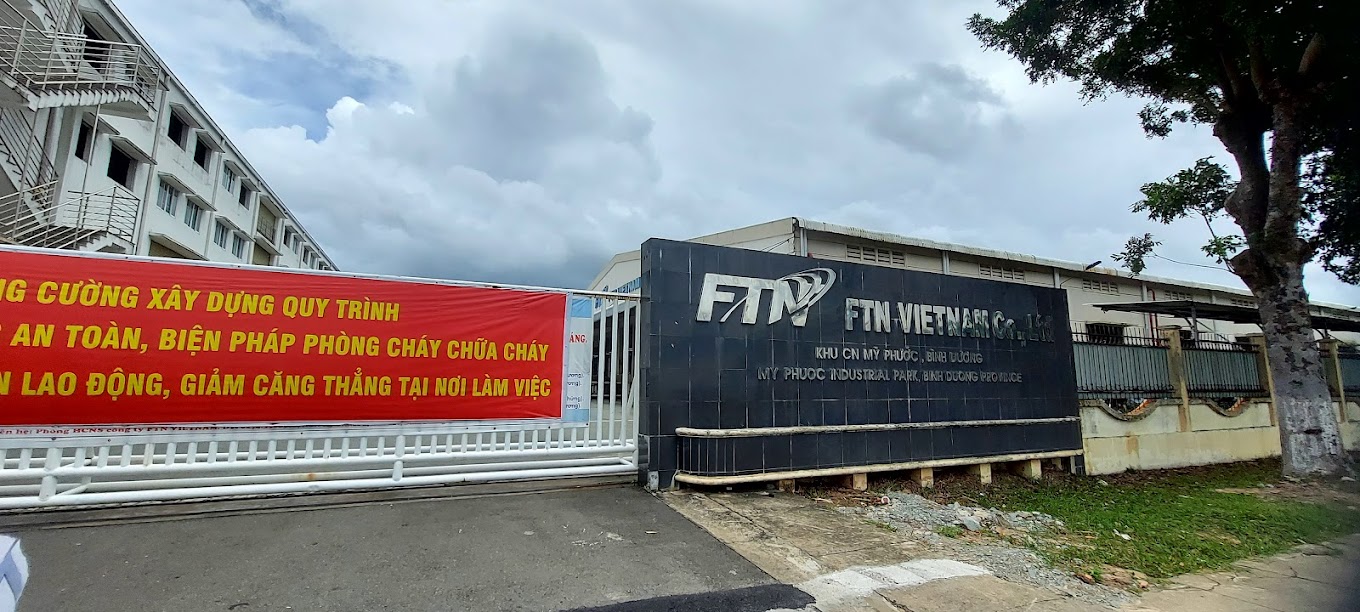 NG CƯỜNG XÂY DỰNG QUY TRÌNH
AN TOÀN, BIỆN PHÁP PHÒNG CHÁY CHỮA CHÁY
N LAO ĐỘNG, GIẢM CĂNG THẲNG TẠI NƠI LÀM VIỆC
FTN
FTN VIETNAM Co., Ltd
KHU CN MỸ PHƯỚC, BÌNH DƯƠNG
MY PHUOC INDUSTRIAL PARK, BINH DUONG PROVINCE